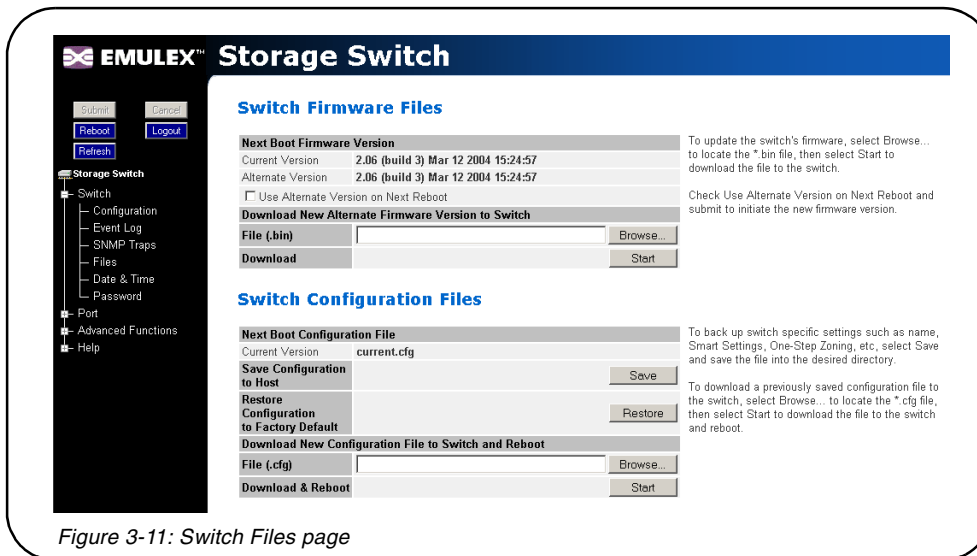 EMULEX™ Storage Switch
Submit Cancel
Reboot Logout
Refresh
Storage Switch
Switch
Configuration
Event Log
SNMP Traps
Files
Date & Time
Password
Port
Advanced Functions
Help
Switch Firmware Files
Next Boot Firmware Version
Current Version 2.06 (build 3) Mar 12 2004 15:24:57
Alternate Version 2.06 (build 3) Mar 12 2004 15:24:57
Use Alternate Version on Next Reboot
Download New Alternate Firmware Version to Switch
File (.bin) Browse...
Download Start
To update the switch's firmware, select Browse...
to locate the *.bin file, then select Start to
download the file to the switch.
Check Use Alternate Version on Next Reboot and
submit to initiate the new firmware version.
Switch Configuration Files
Next Boot Configuration File
Current Version current.cfg
Save Configuration
to Host Save
Restore
Configuration
to Factory Default Restore
Download New Configuration File to Switch and Reboot
File (.cfg) Browse...
Download & Reboot Start
To back up switch specific settings such as name,
Smart Settings, One-Step Zoning, etc, select Save
and save the file into the desired directory.
To download a previously saved configuration file to
the switch, select Browse... to locate the *.cfg file,
then select Start to download the file to the switch
and reboot.
Figure 3-11: Switch Files page